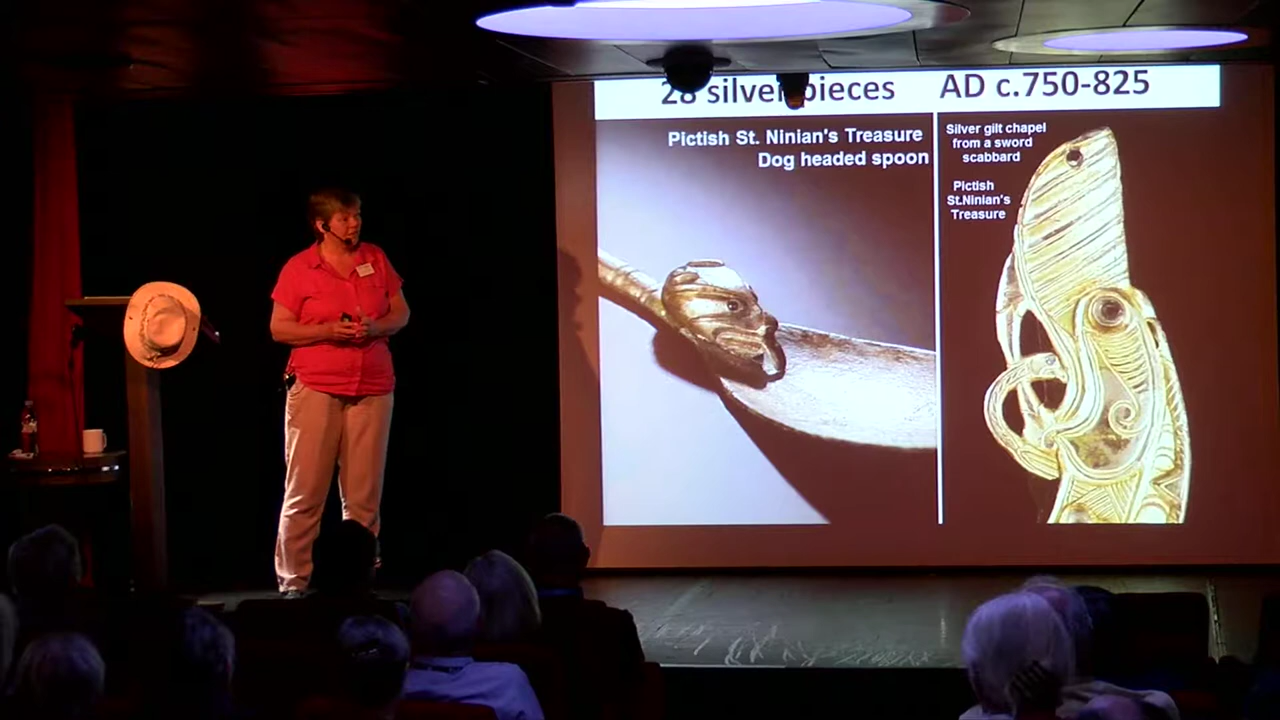 28 silver pieces AD c.750-825
Pictish St. Ninian's Treasure
Dog headed spoon
Silver gilt chapel
from a sword
scabbard
Pictish
St.Ninian's
Treasure